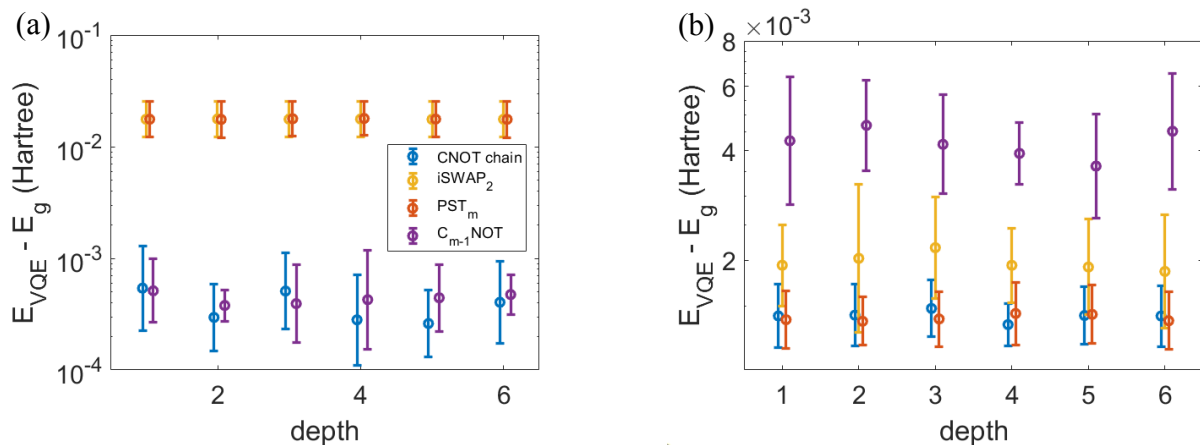 (a)
E_VQE - E_g (Hartree)
10^-1
10^-2
10^-3
10^-4
CNOT chain
iSWAP_2
PST_m
C_m-1NOT
2 4 6
depth
(b)
×10^-3
E_VQE - E_g (Hartree)
8
6
4
2
1 2 3 4 5 6
depth